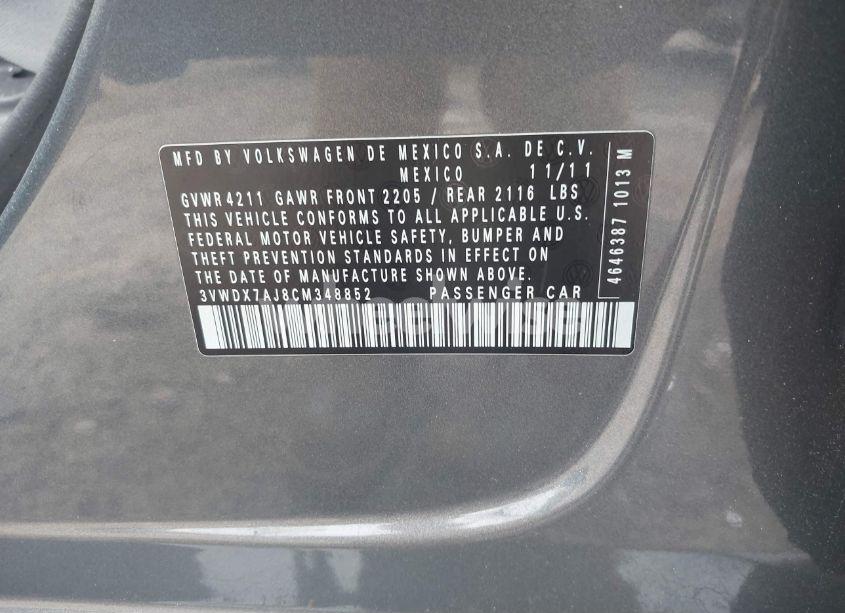 MFD BY VOLKSWAGEN DE MEXICO S.A. DE C.V.
MEXICO 11/11
GVWR 4211 GAWR FRONT 2205 / REAR 2116 LBS
THIS VEHICLE CONFORMS TO ALL APPLICABLE U.S.
FEDERAL MOTOR VEHICLE SAFETY, BUMPER AND
THEFT PREVENTION STANDARDS IN EFFECT ON
THE DATE OF MANUFACTURE SHOWN ABOVE.
3VWDX7AJ8CM348852 PASSENGER CAR
4646387 1013 M